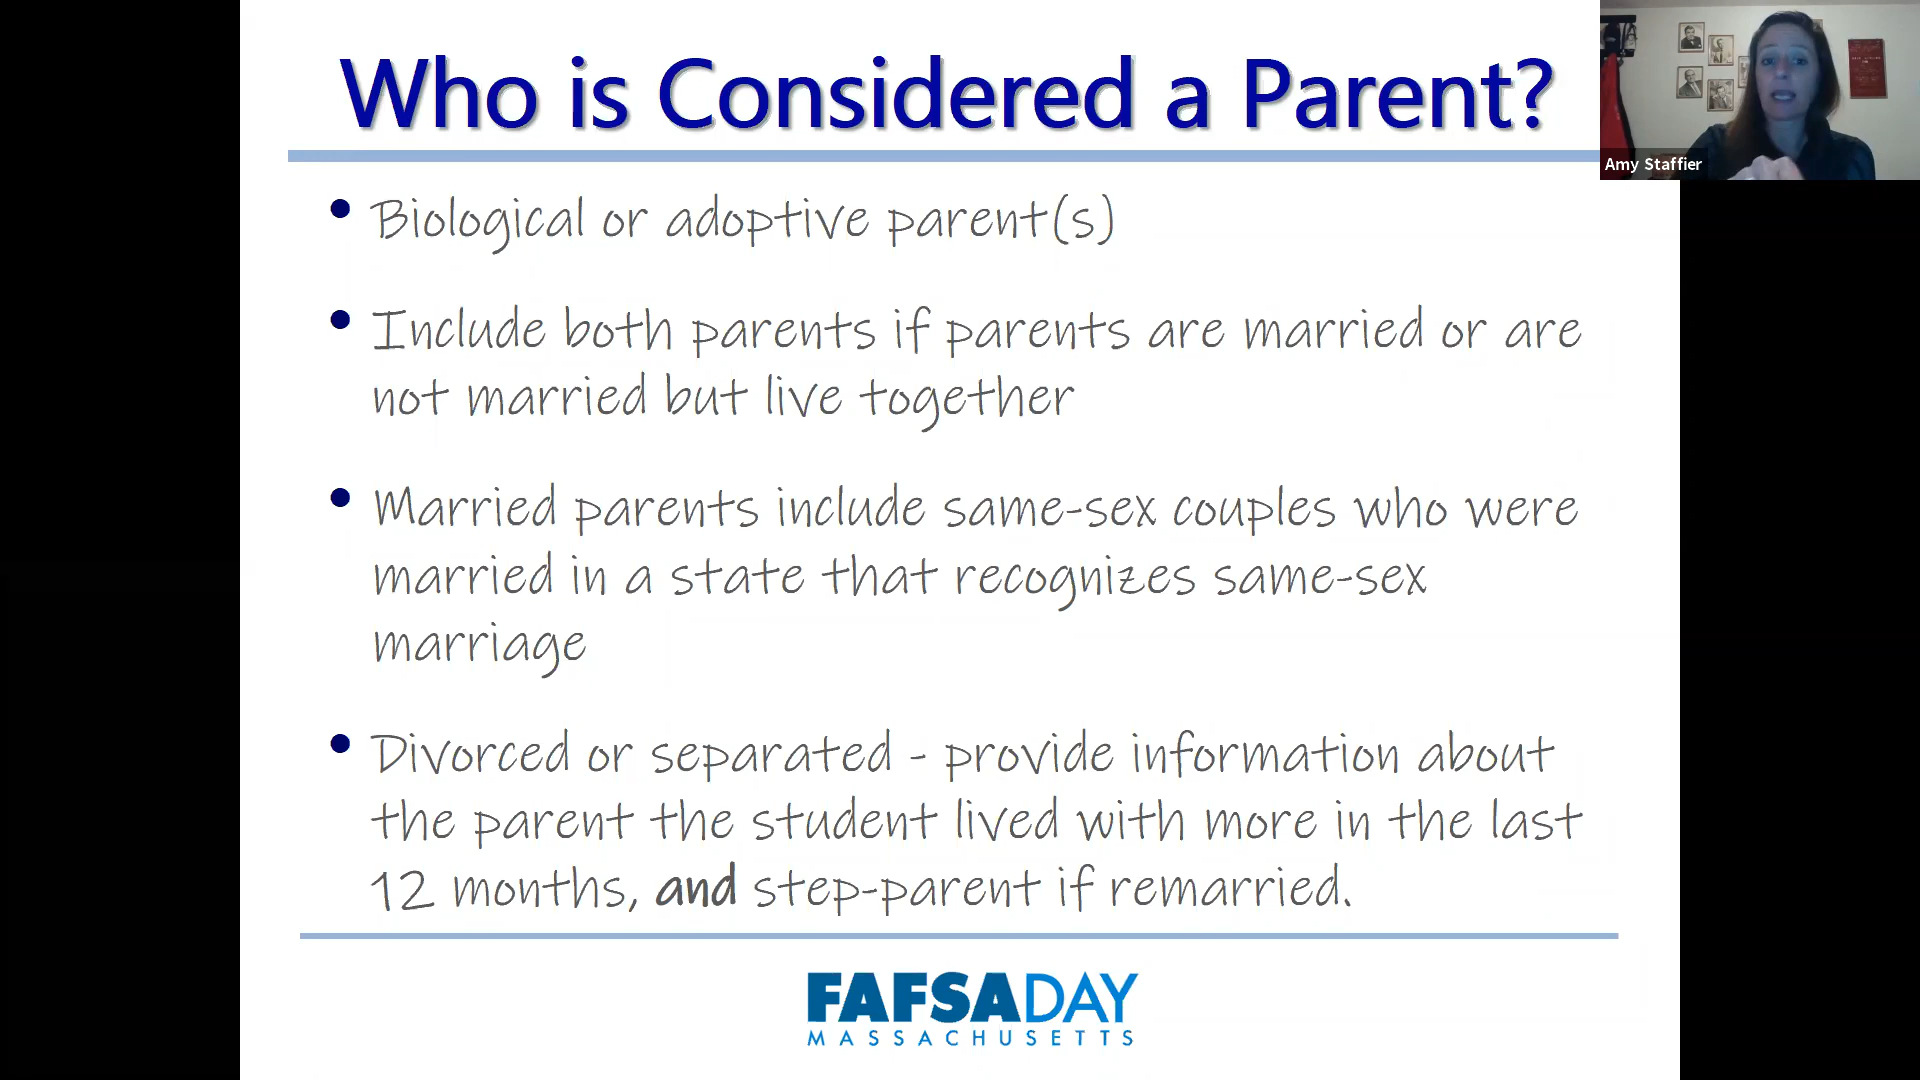 Who is Considered a Parent?
Amy Staffier
• Biological or adoptive parent(s)
• Include both parents if parents are married or are
not married but live together
• Married parents include same-sex couples who were
married in a state that recognizes same-sex
marriage
• Divorced or separated - provide information about
the parent the student lived with more in the last
12 months, and step-parent if remarried.
FAFSADAY
MASSACHUSETTS